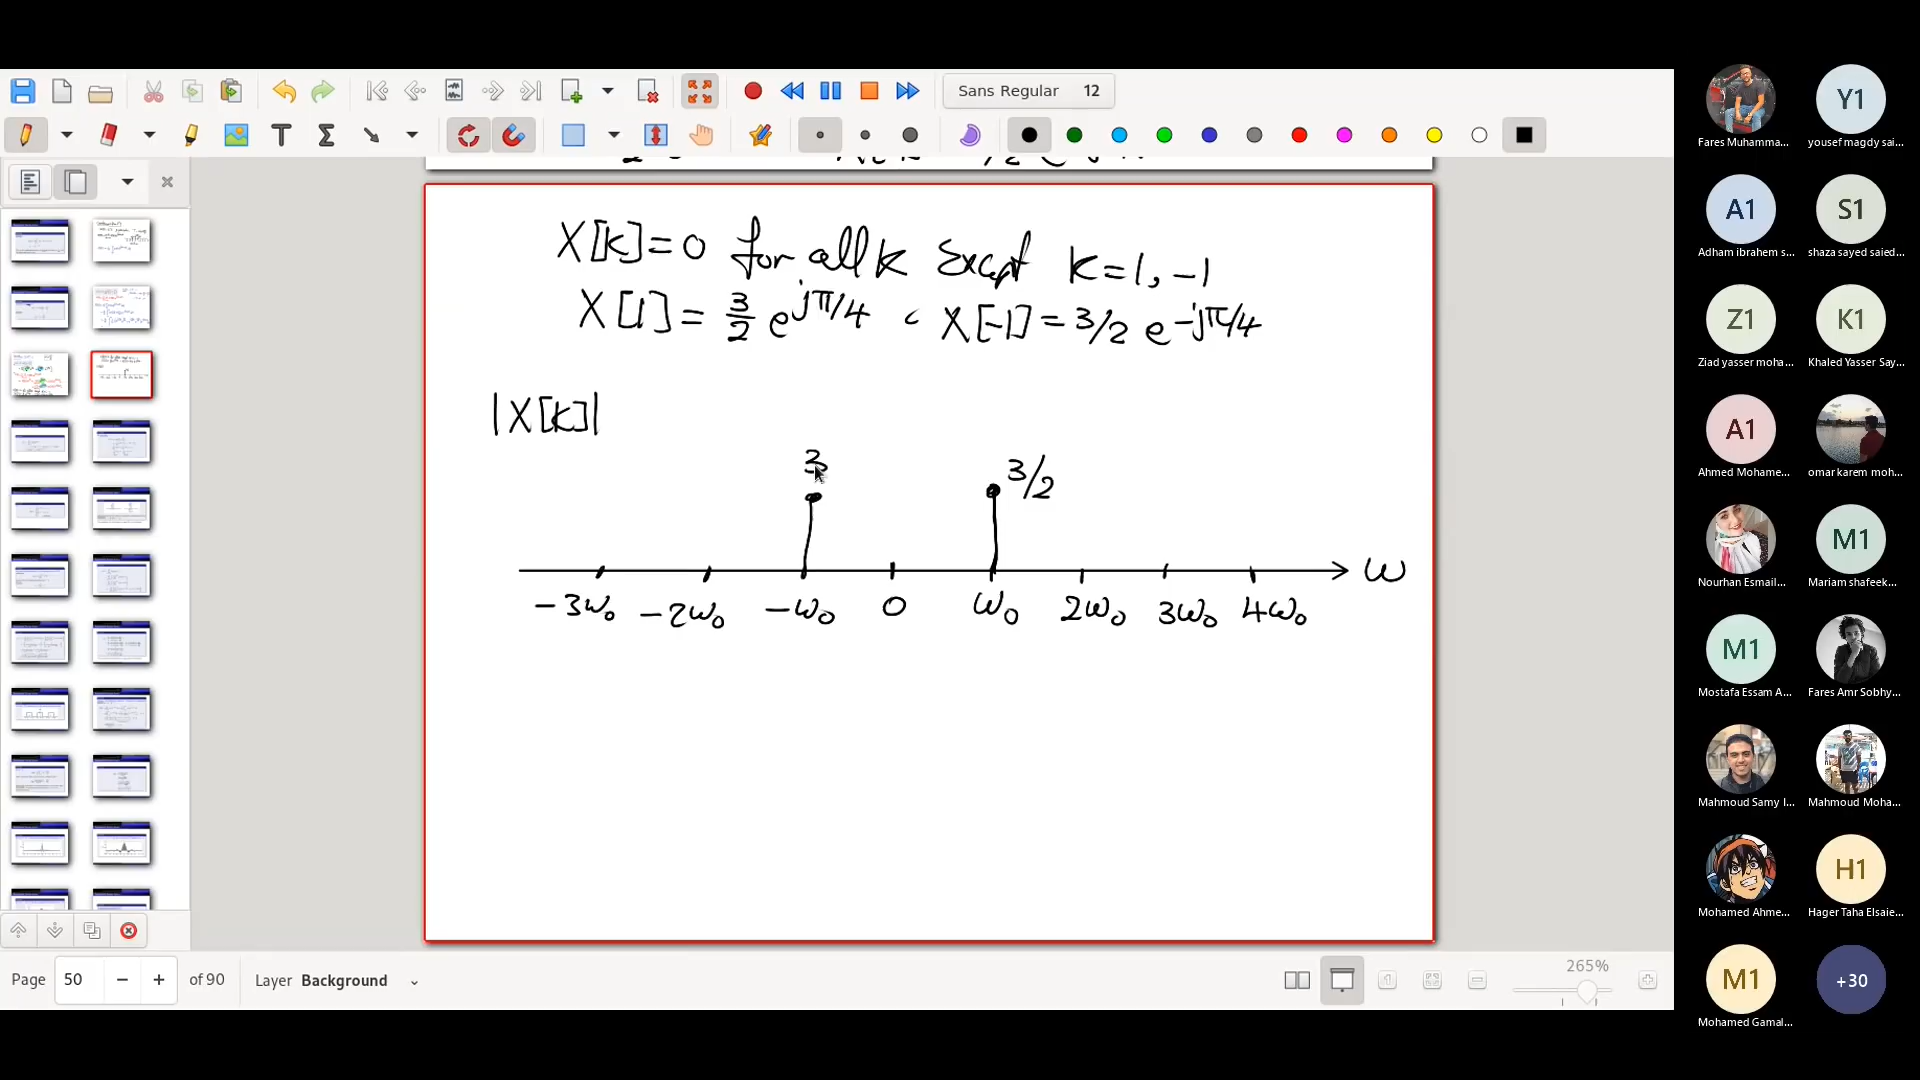 Sans Regular 12
X[k]=0 for all k Except k=1, -1
X[1] = 3/2 e^{jπ/4} , X[-1] = 3/2 e^{-jπ/4}
|X[k]|
3
3/2
-3ω₀ -2ω₀ -ω₀ 0 ω₀ 2ω₀ 3ω₀ 4ω₀ ω
Page 50 of 90 Layer Background 265%
Fares Muhamma...
Y1
yousef magdy sai...
A1
Adham ibrahem s...
S1
shaza sayed saied...
Z1
Ziad yasser moha...
K1
Khaled Yasser Say...
A1
Ahmed Mohame...
omar karem moh...
Nourhan Esmail...
M1
Mariam shafeek...
M1
Mostafa Essam A...
Fares Amr Sobhy...
Mahmoud Samy I...
Mahmoud Moha...
Mohamed Ahme...
H1
Hager Taha Elsaie...
M1
Mohamed Gamal...
+30